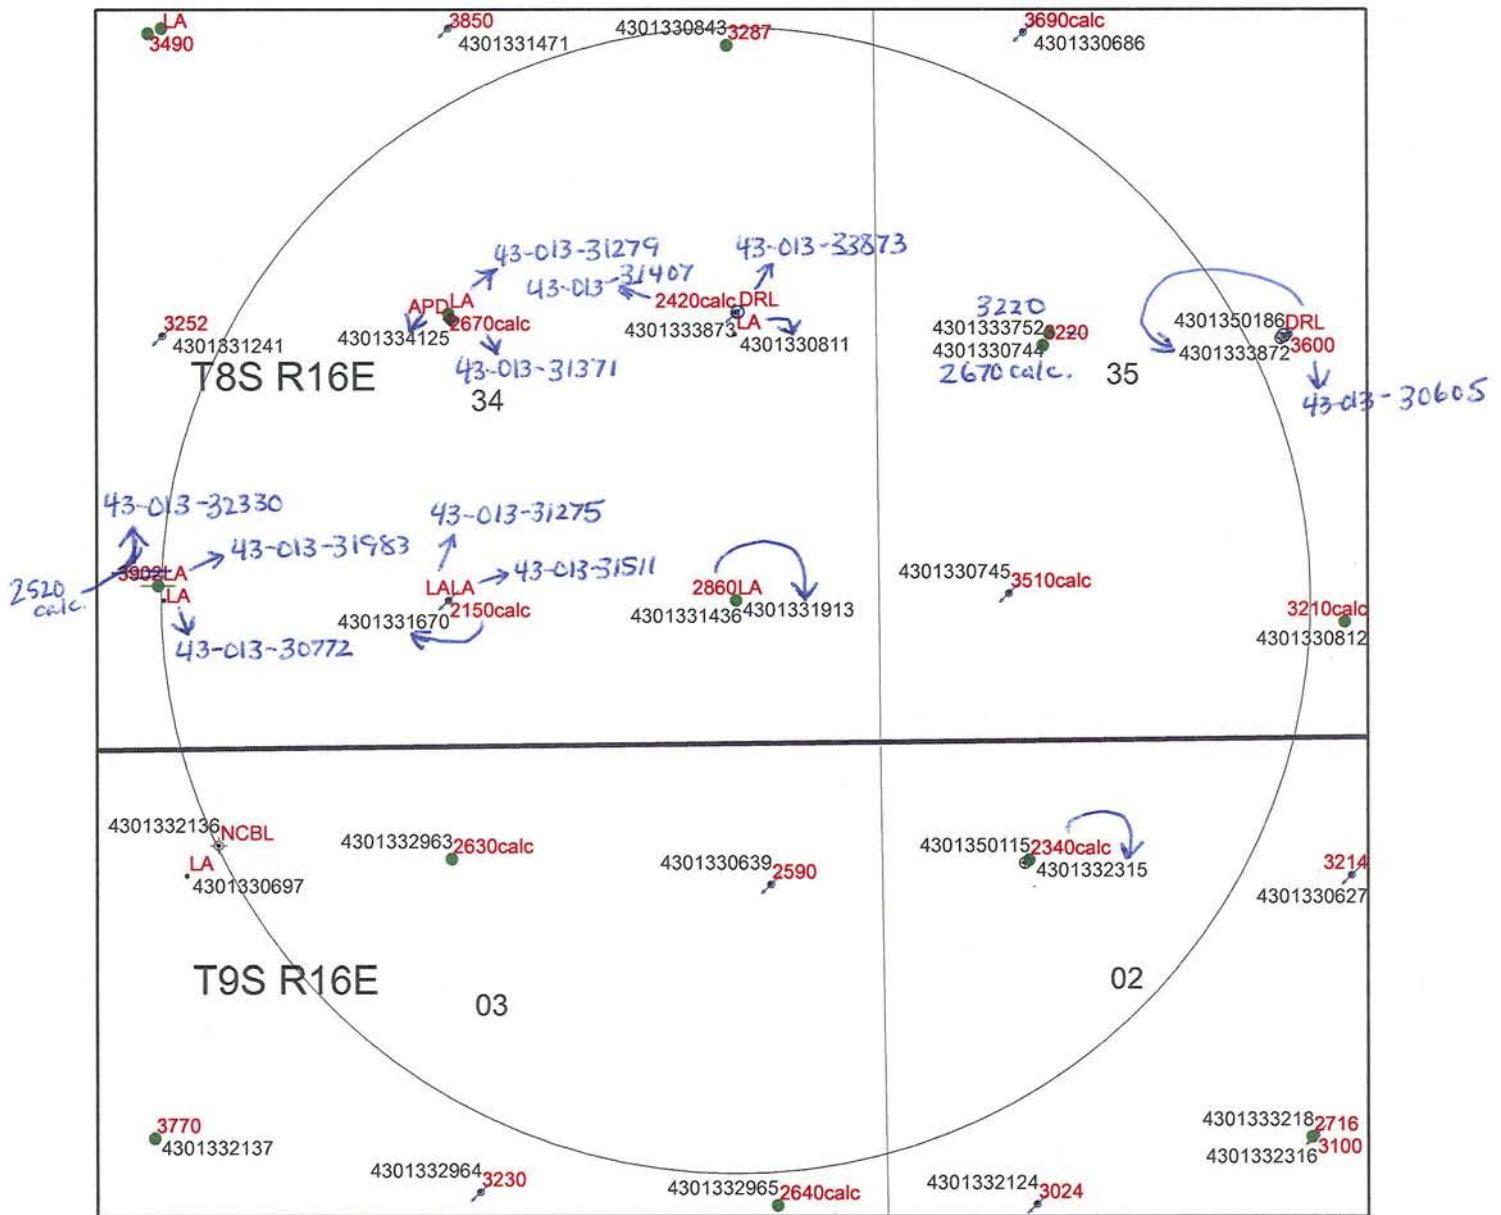 LA
3490
3850
4301331471
4301330843 3287
3690calc
4301330686
43-013-31279
43-013-31407
43-013-33873
APD LA
2670calc
4301334125
43-013-31371
2420calc DRL
4301333873 LA
4301330811
3252
4301331241
T8S R16E
34
3220
4301333752 3220
4301330744
2670 calc.
35
4301350186 DRL
4301333872 3600
43-013-30605
43-013-32330
43-013-31983
3902LA
2520 calc.
LA
43-013-30772
43-013-31275
LALA
43-013-31511
2150calc
4301331670
2860LA
4301331436 4301331913
4301330745 3510calc
3210calc
4301330812
4301332136 NCBL
LA
4301330697
4301332963 2630calc
4301330639 2590
4301350115 2340calc
4301332315
3214
4301330627
T9S R16E
03
02
3770
4301332137
4301332964 3230
4301332965 2640calc
4301332124 3024
4301333218 2716
4301332316 3100